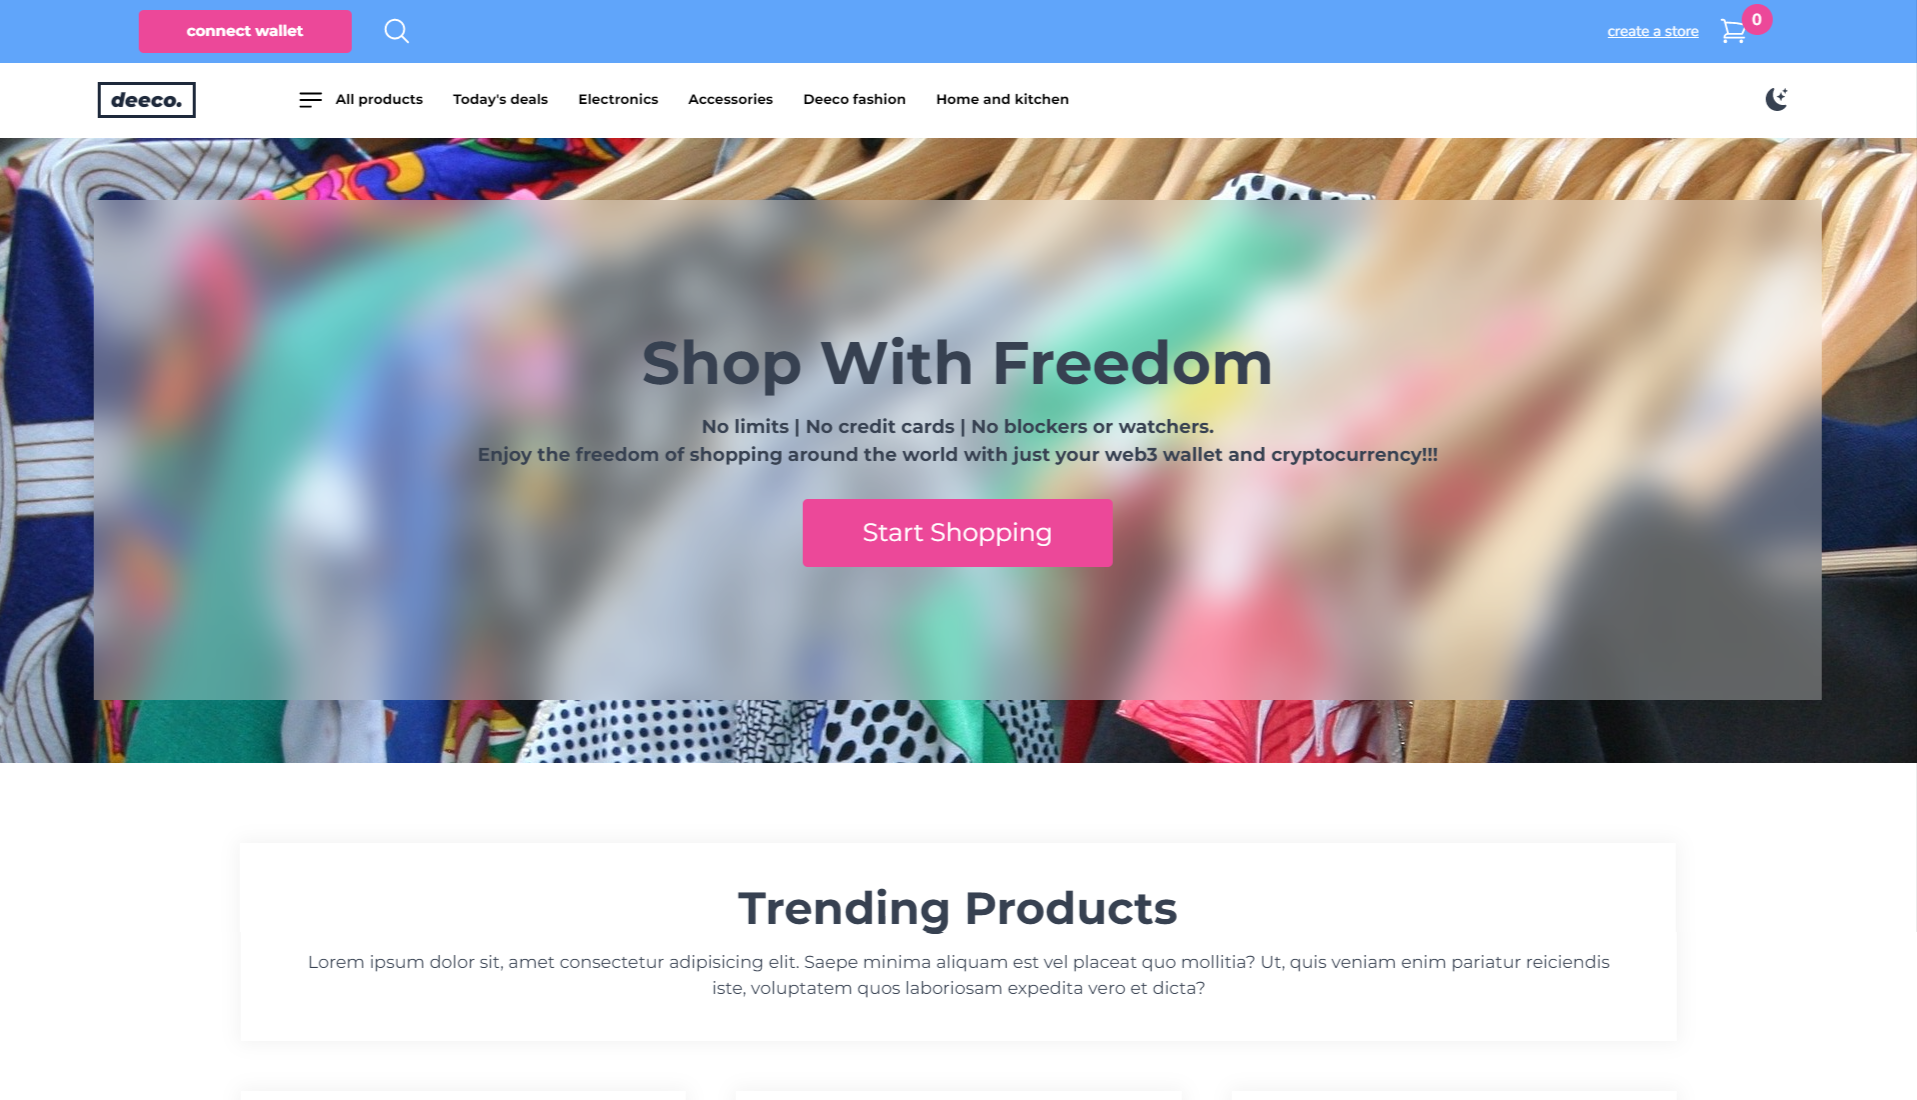 connect wallet
create a store
0
deeco.
All products
Today's deals
Electronics
Accessories
Deeco fashion
Home and kitchen
Shop With Freedom
No limits | No credit cards | No blockers or watchers.
Enjoy the freedom of shopping around the world with just your web3 wallet and cryptocurrency!!!
Start Shopping
Trending Products
Lorem ipsum dolor sit, amet consectetur adipisicing elit. Saepe minima aliquam est vel placeat quo mollitia? Ut, quis veniam enim pariatur reiciendis
iste, voluptatem quos laboriosam expedita vero et dicta?